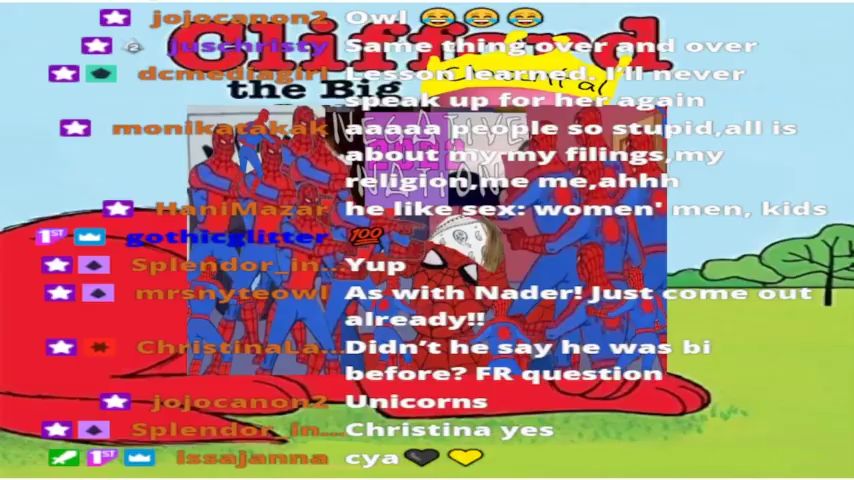 Clifford
jojocanon2 Owl 😂 😂 😂
juschristy Same thing over and over
dcmediagirl Lesson learned. I'll never
the Big
speak up for her again
monikatakak aaaaa people so stupid,all is
about my my filings,my
religion,me me,ahhh
HaniMazar he like sex: women' men, kids
1ST gothicglitter 💯
Splendor_in... Yup
mrsnyteowl As with Nader! Just come out
already!!
ChristinaLa... Didn't he say he was bi
before? FR question
jojocanon2 Unicorns
Splendor_in... Christina yes
1ST issajanna cya🖤💛